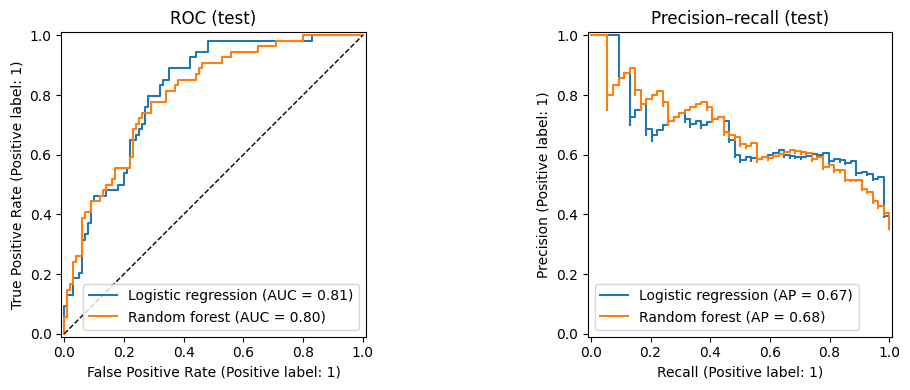 ROC (test)
True Positive Rate (Positive label: 1)
1.0
0.8
0.6
0.4
0.2
0.0
Logistic regression (AUC = 0.81)
Random forest (AUC = 0.80)
0.0 0.2 0.4 0.6 0.8 1.0
False Positive Rate (Positive label: 1)
Precision–recall (test)
Precision (Positive label: 1)
1.0
0.8
0.6
0.4
0.2
0.0
Logistic regression (AP = 0.67)
Random forest (AP = 0.68)
0.0 0.2 0.4 0.6 0.8 1.0
Recall (Positive label: 1)